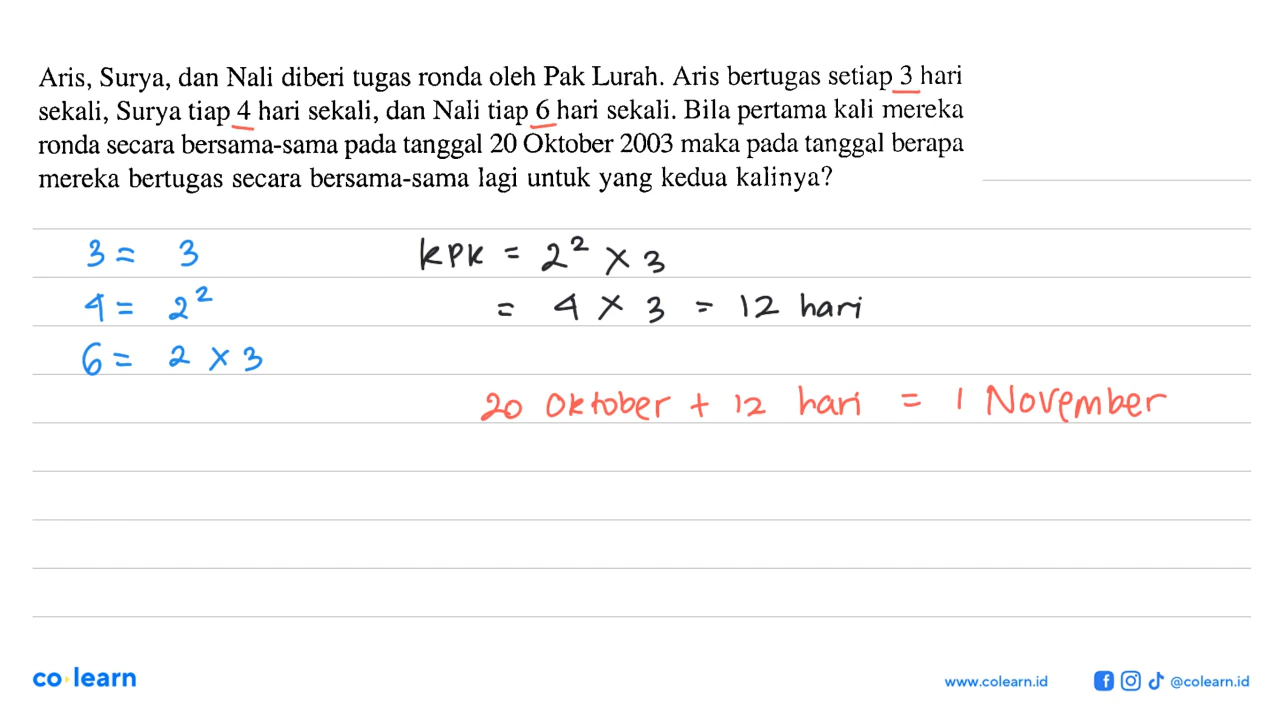 Aris, Surya, dan Nali diberi tugas ronda oleh Pak Lurah. Aris bertugas setiap 3 hari
sekali, Surya tiap 4 hari sekali, dan Nali tiap 6 hari sekali. Bila pertama kali mereka
ronda secara bersama-sama pada tanggal 20 Oktober 2003 maka pada tanggal berapa
mereka bertugas secara bersama-sama lagi untuk yang kedua kalinya?
3 = 3
4 = 2²
6 = 2 × 3
KPK = 2² × 3
= 4 × 3 = 12 hari
20 Oktober + 12 hari = 1 November
co·learn
www.colearn.id
@colearn.id